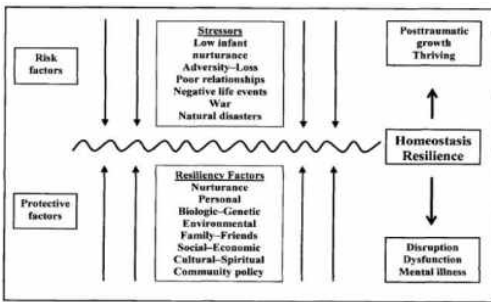 Risk
factors
Stressors
Low infant
nurturance
Adversity–Loss
Poor relationships
Negative life events
War
Natural disasters
Posttraumatic
growth
Thriving
Homeostasis
Resilience
Protective
factors
Resiliency Factors
Nurturance
Personal
Biologic–Genetic
Environmental
Family–Friends
Social–Economic
Cultural–Spiritual
Community policy
Disruption
Dysfunction
Mental illness